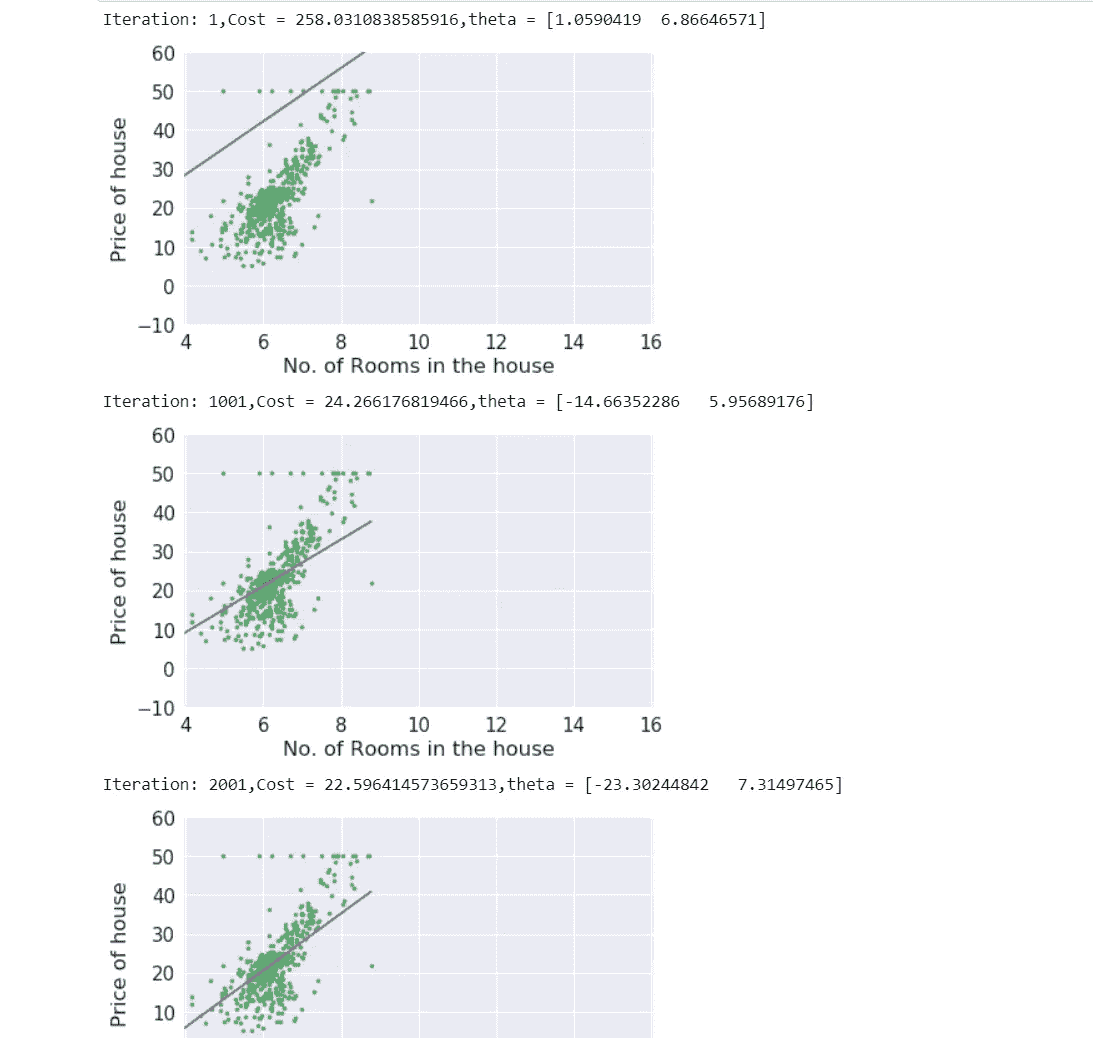 Iteration: 1,Cost = 258.0310838585916,theta = [1.0590419  6.86646571]
60
50
40
30
20
10
0
−10
Price of house
4 6 8 10 12 14 16
No. of Rooms in the house
Iteration: 1001,Cost = 24.266176819466,theta = [-14.66352286   5.95689176]
60
50
40
30
20
10
0
−10
Price of house
4 6 8 10 12 14 16
No. of Rooms in the house
Iteration: 2001,Cost = 22.596414573659313,theta = [-23.30244842   7.31497465]
60
50
40
30
20
10
Price of house